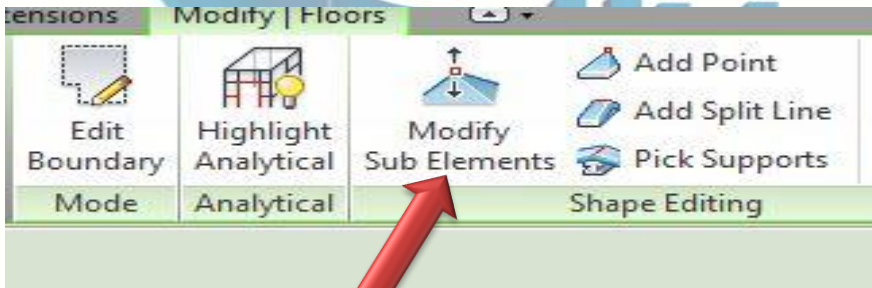 tensions Modify | Floors
Edit Boundary
Highlight Analytical
Modify Sub Elements
Add Point
Add Split Line
Pick Supports
Mode
Analytical
Shape Editing